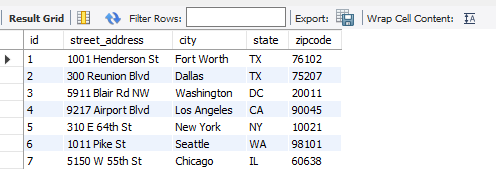 Result Grid Filter Rows: Export: Wrap Cell Content: IA
id street_address city state zipcode
1 1001 Henderson St Fort Worth TX 76102
2 300 Reunion Blvd Dallas TX 75207
3 5911 Blair Rd NW Washington DC 20011
4 9217 Airport Blvd Los Angeles CA 90045
5 310 E 64th St New York NY 10021
6 1011 Pike St Seattle WA 98101
7 5150 W 55th St Chicago IL 60638